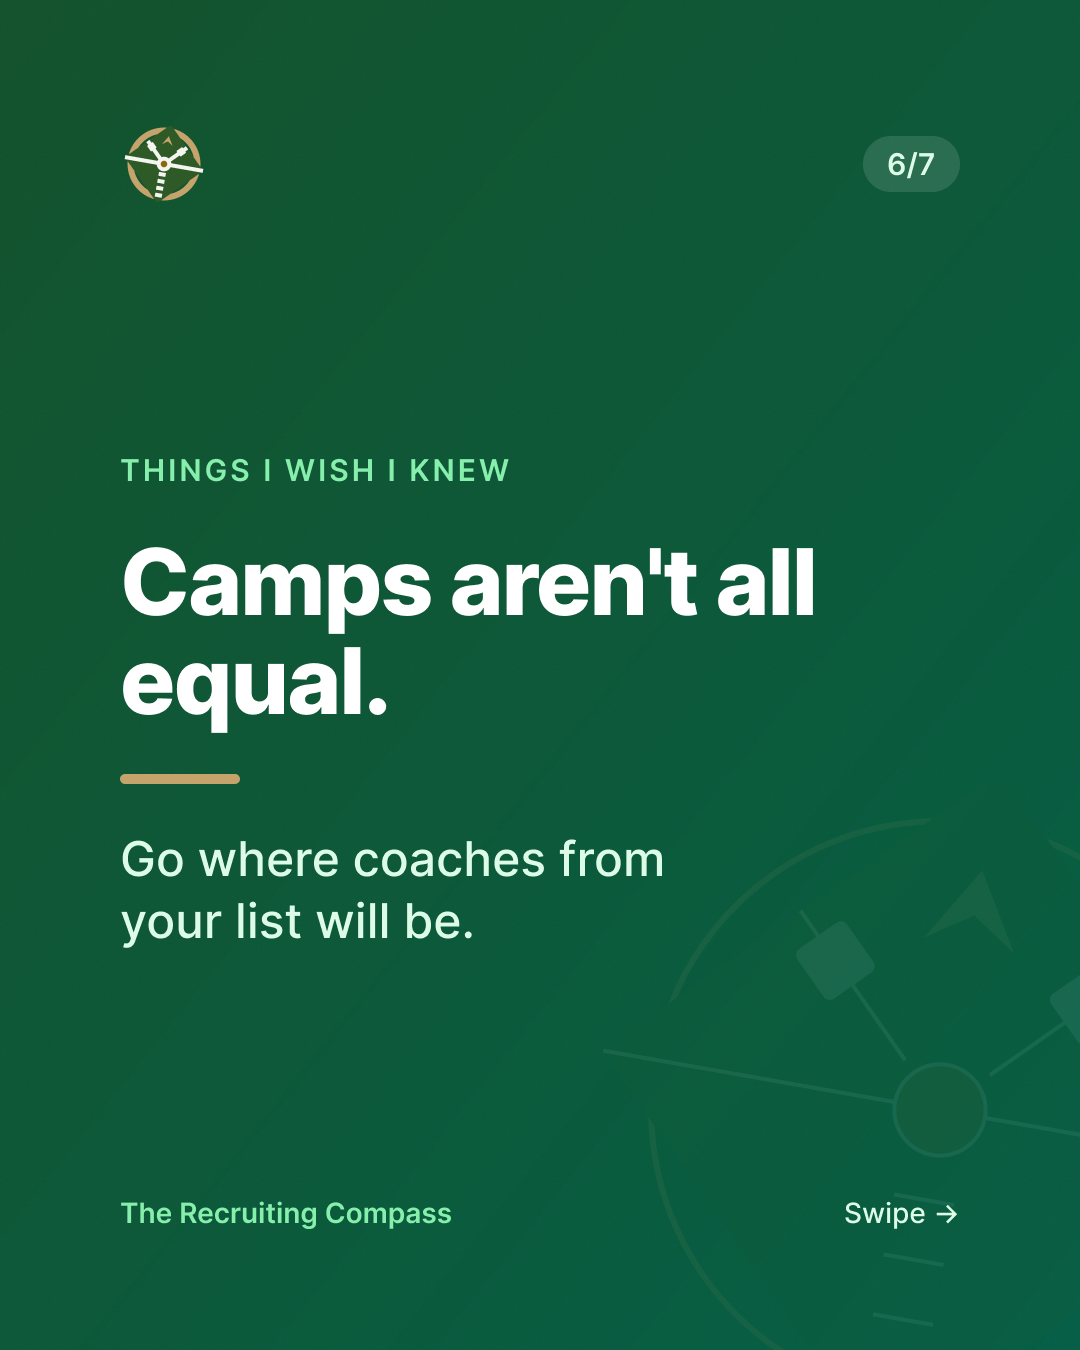 6/7
THINGS I WISH I KNEW
Camps aren't all
equal.
Go where coaches from
your list will be.
The Recruiting Compass
Swipe →